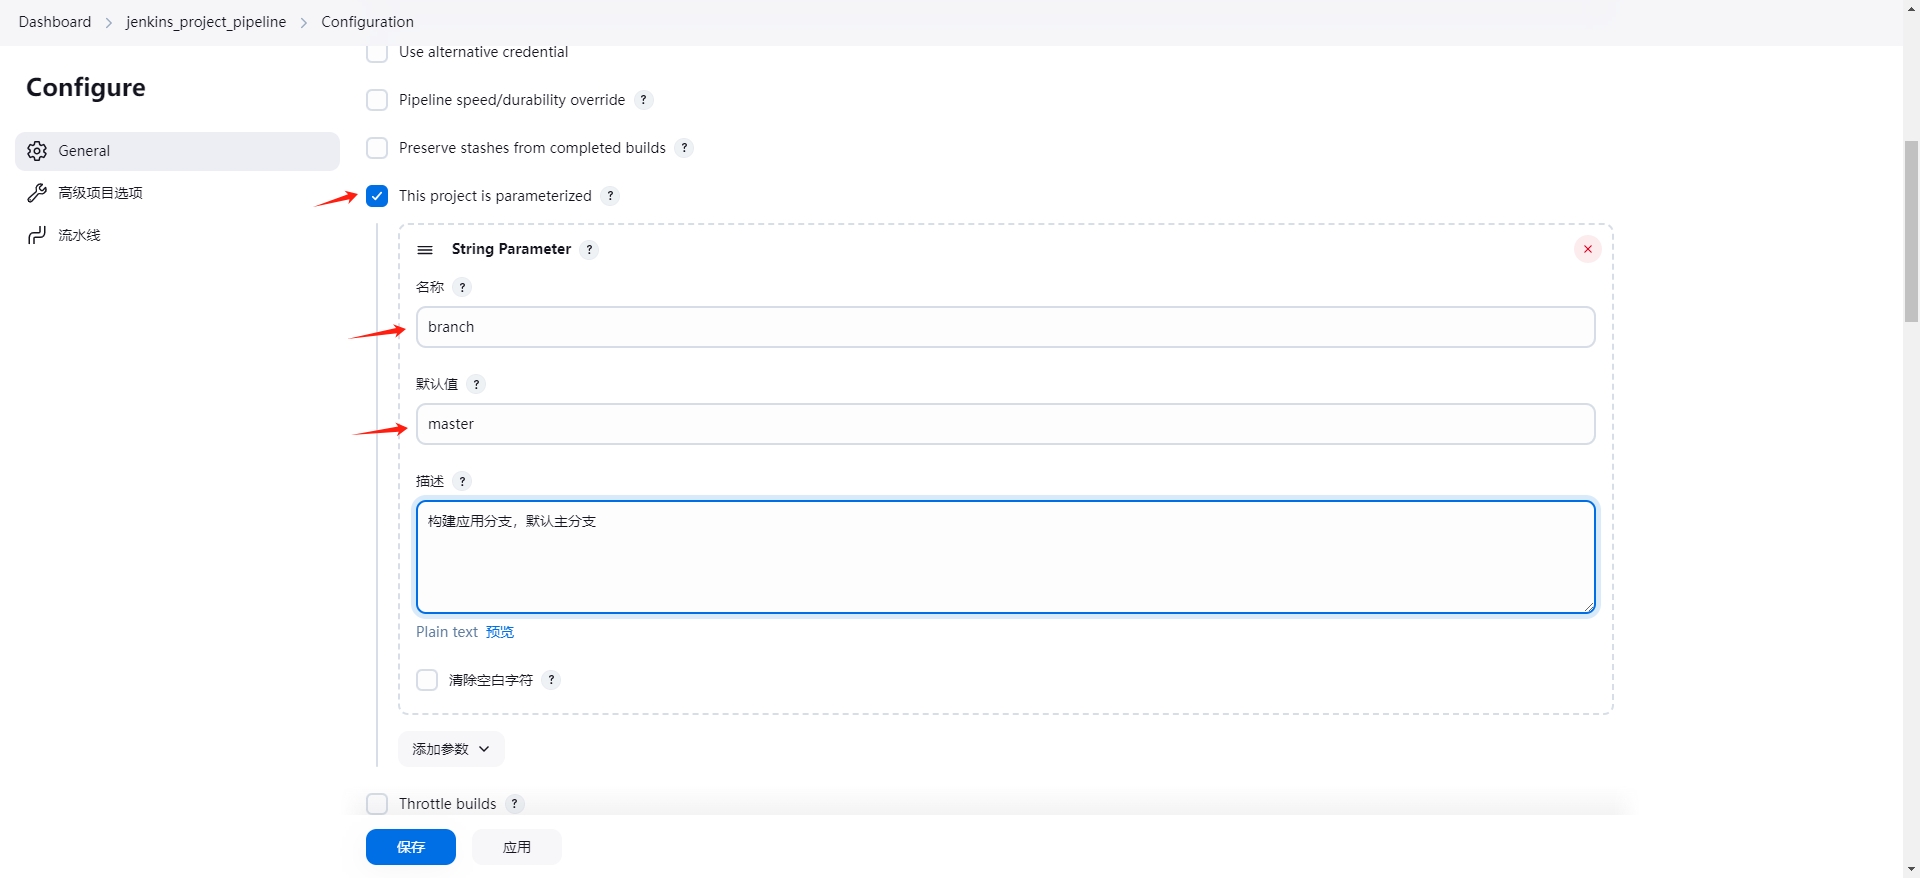 Dashboard > jenkins_project_pipeline > Configuration
Configure
General
高级项目选项
流水线
Use alternative credential
Pipeline speed/durability override ?
Preserve stashes from completed builds ?
This project is parameterized ?
String Parameter ?
名称 ?
branch
默认值 ?
master
描述 ?
构建应用分支，默认主分支
Plain text 预览
清除空白字符 ?
添加参数
Throttle builds ?
保存 应用